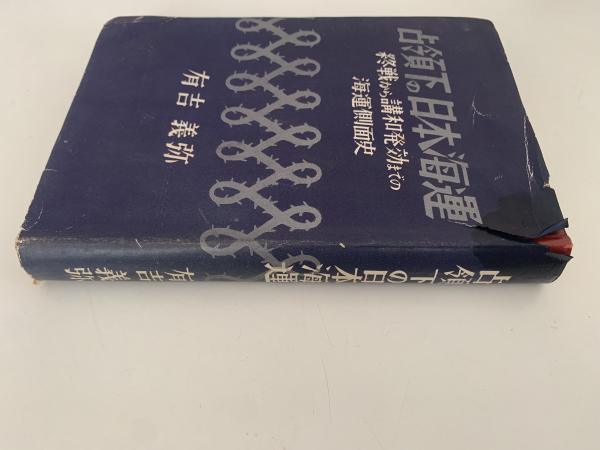 占領下の日本海運
終戦から講和発効までの
海運側面史
有吉義弥
占領下の日本海運
有吉義弥